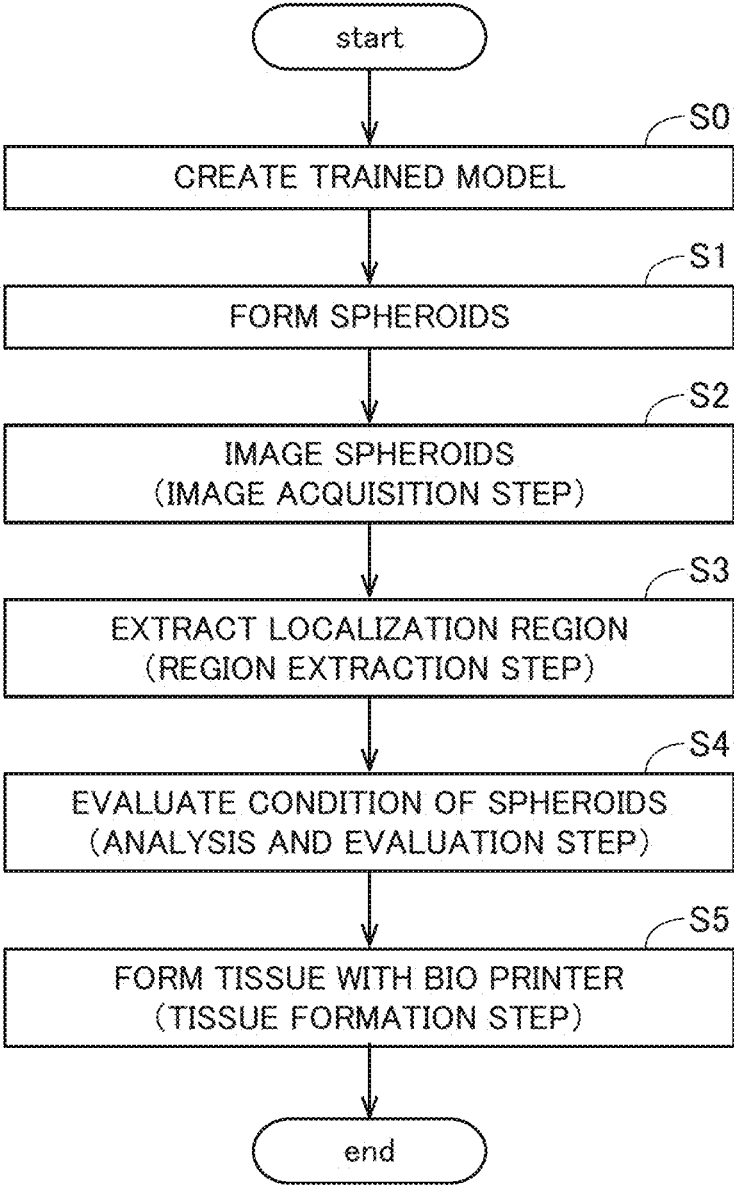 start
S0
CREATE TRAINED MODEL
S1
FORM SPHEROIDS
S2
IMAGE SPHEROIDS
(IMAGE ACQUISITION STEP)
S3
EXTRACT LOCALIZATION REGION
(REGION EXTRACTION STEP)
S4
EVALUATE CONDITION OF SPHEROIDS
(ANALYSIS AND EVALUATION STEP)
S5
FORM TISSUE WITH BIO PRINTER
(TISSUE FORMATION STEP)
end